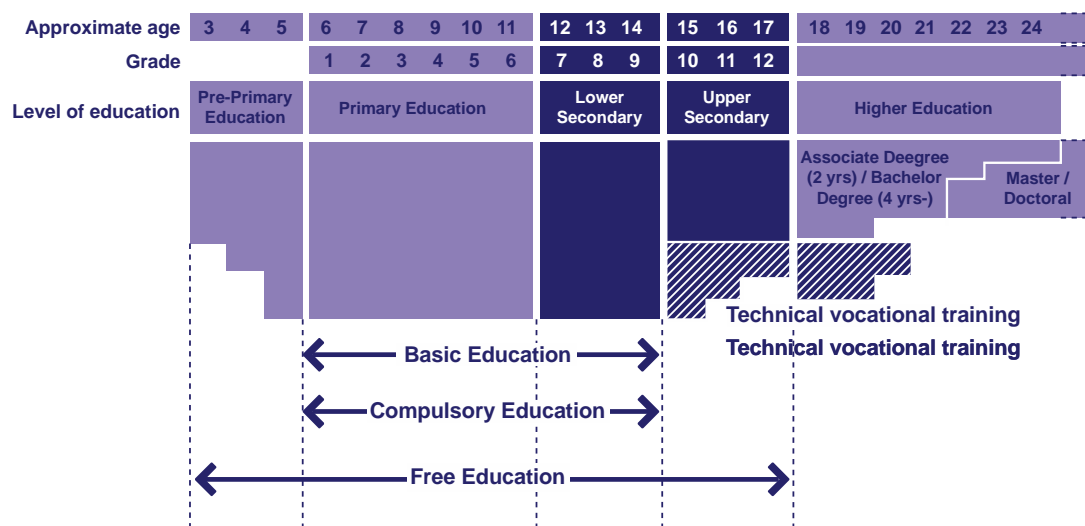 Approximate age 3 4 5 6 7 8 9 10 11 12 13 14 15 16 17 18 19 20 21 22 23 24
Grade 1 2 3 4 5 6 7 8 9 10 11 12
Level of education
Pre-Primary
Education
Primary Education
Lower
Secondary
Upper
Secondary
Higher Education
Associate Deegree
(2 yrs) / Bachelor
Degree (4 yrs-)
Master /
Doctoral
Technical vocational training
Technical vocational training
Basic Education
Compulsory Education
Free Education